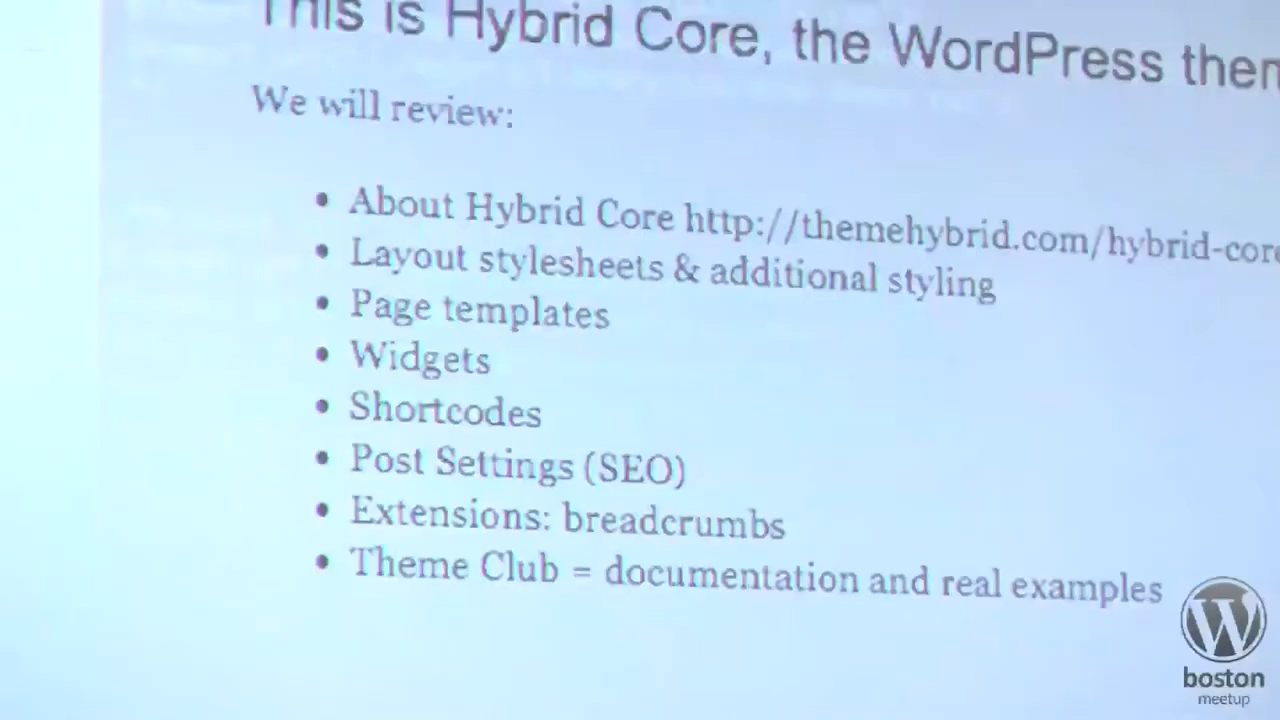 This is Hybrid Core, the WordPress
We will review:
• About Hybrid Core http://themehybrid.com/hybrid-core
• Layout stylesheets & additional styling
• Page templates
• Widgets
• Shortcodes
• Post Settings (SEO)
• Extensions: breadcrumbs
• Theme Club = documentation and real examples
boston
meetup